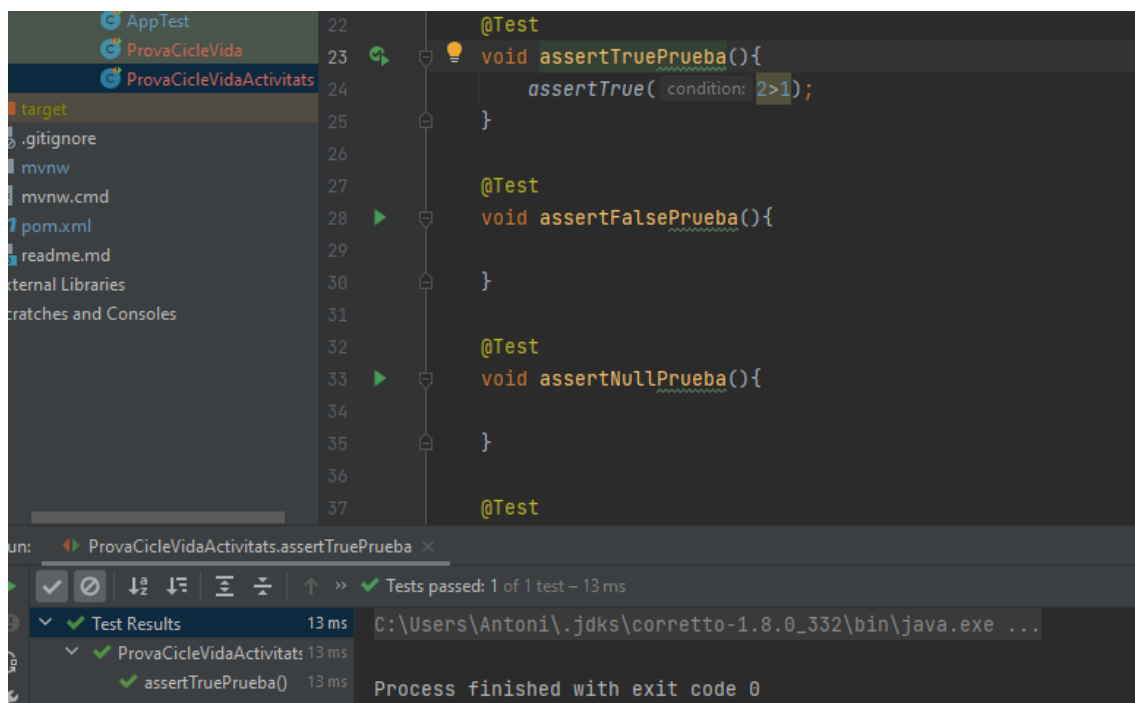 AppTest
ProvaCicleVida
ProvaCicleVidaActivitats
target
.gitignore
mvnw
mvnw.cmd
pom.xml
readme.md
xternal Libraries
cratches and Consoles
22 @Test
23 void assertTruePrueba(){
24 assertTrue( condition: 2>1);
25 }
26
27 @Test
28 void assertFalsePrueba(){
29
30 }
31
32 @Test
33 void assertNullPrueba(){
34
35 }
36
37 @Test
un: ProvaCicleVidaActivitats.assertTruePrueba ×
» Tests passed: 1 of 1 test – 13 ms
Test Results 13 ms
ProvaCicleVidaActivitats 13 ms
assertTruePrueba() 13 ms
C:\Users\Antoni\.jdks\corretto-1.8.0_332\bin\java.exe ...
Process finished with exit code 0